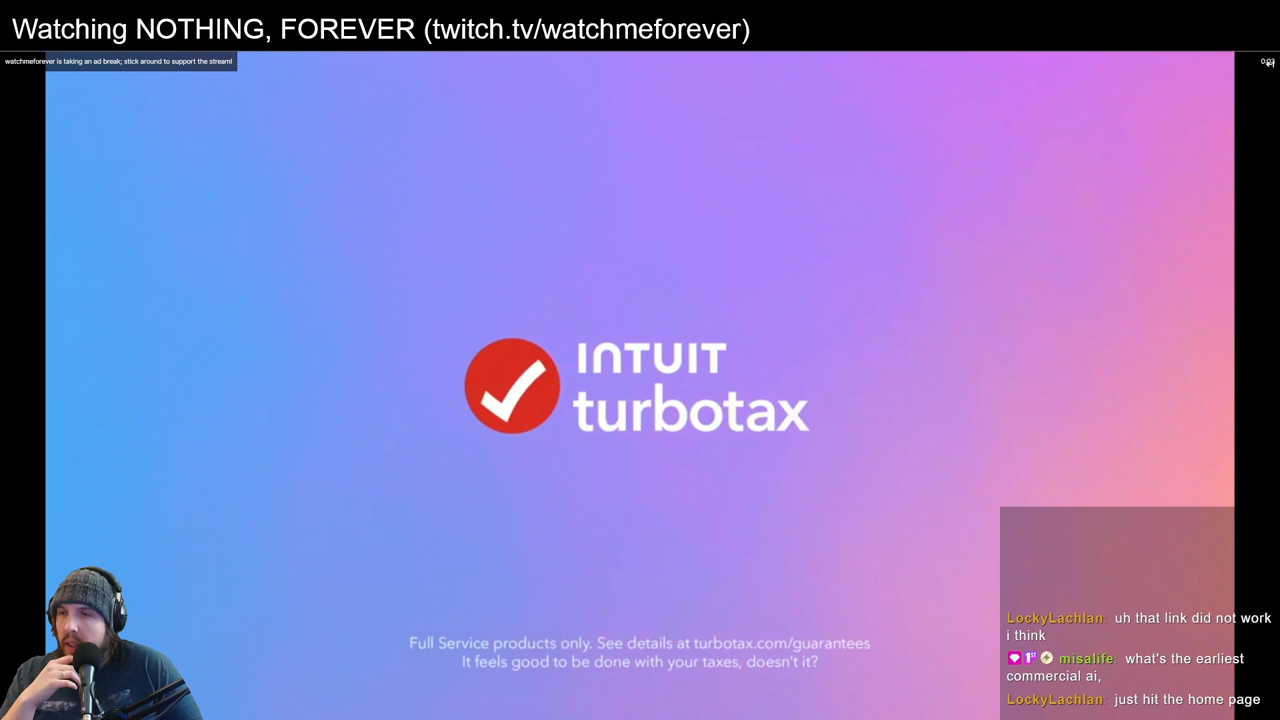 Watching NOTHING, FOREVER (twitch.tv/watchmeforever)
watchmeforever is taking an ad break; stick around to support the stream!
INTUIT
turbotax
Full Service products only. See details at turbotax.com/guarantees
It feels good to be done with your taxes, doesn't it?
LockyLachlan: uh that link did not work
i think
1st misalife: what's the earliest
commercial ai,
LockyLachlan: just hit the home page